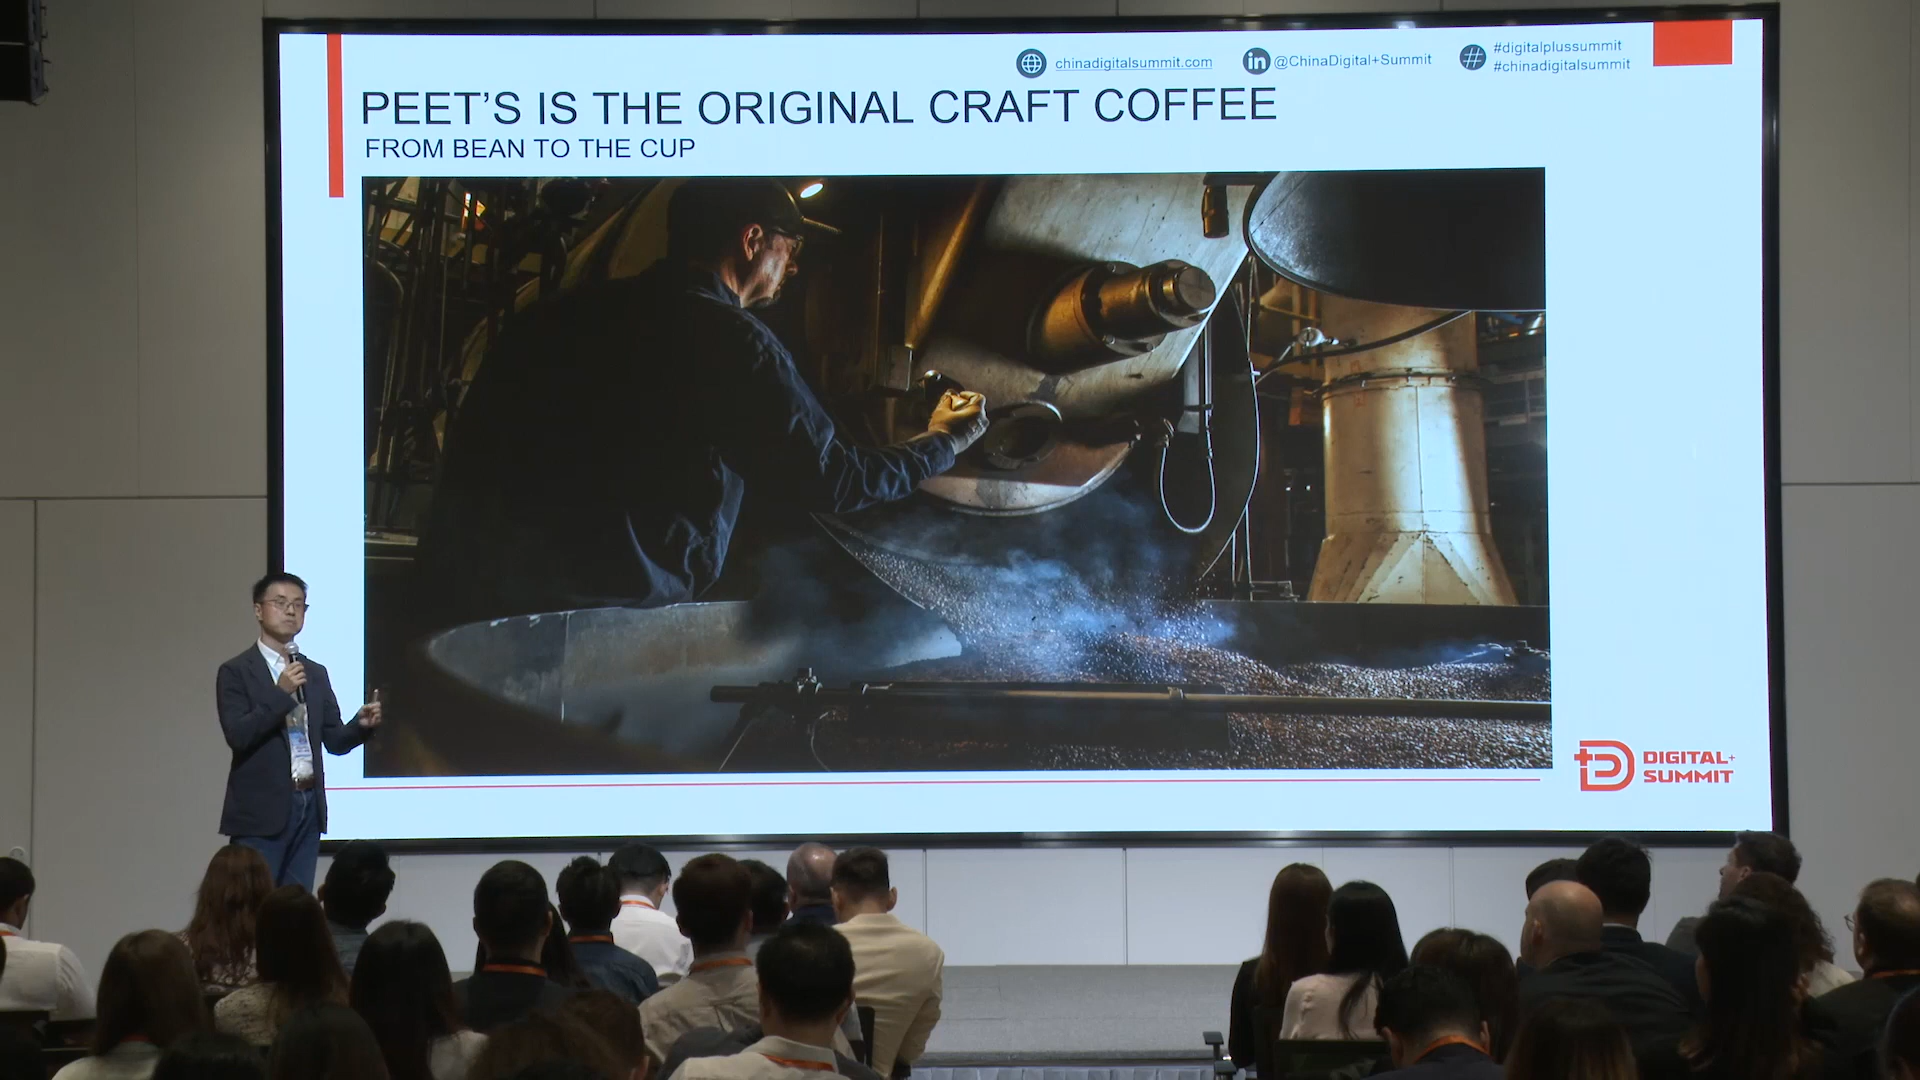 chinadigitalsummit.com
@ChinaDigital+Summit
#digitalplussummit
#chinadigitalsummit
PEET'S IS THE ORIGINAL CRAFT COFFEE
FROM BEAN TO THE CUP
DIGITAL+
SUMMIT